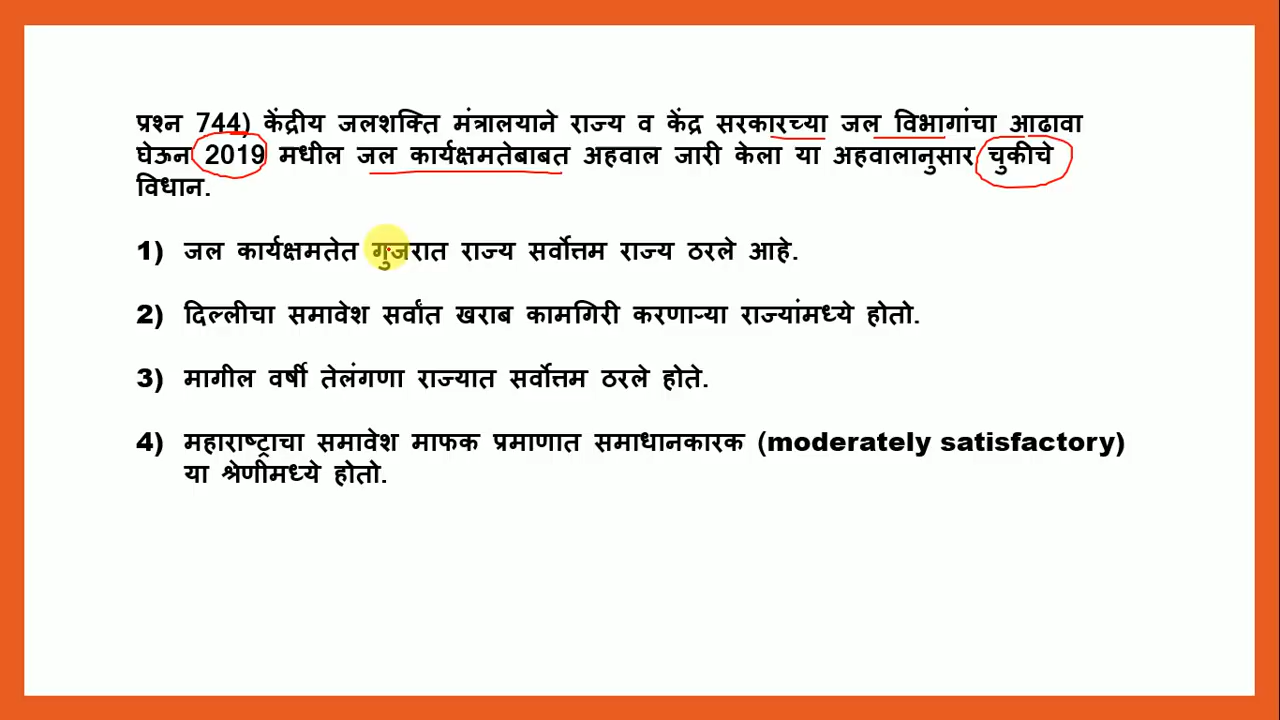 प्रश्न 744) केंद्रीय जलशक्ति मंत्रालयाने राज्य व केंद्र सरकारच्या जल विभागांचा आढावा
घेऊन 2019 मधील जल कार्यक्षमतेबाबत अहवाल जारी केला या अहवालानुसार चुकीचे
विधान.
1) जल कार्यक्षमतेत गुजरात राज्य सर्वोत्तम राज्य ठरले आहे.
2) दिल्लीचा समावेश सर्वांत खराब कामगिरी करणाऱ्या राज्यांमध्ये होतो.
3) मागील वर्षी तेलंगणा राज्यात सर्वोत्तम ठरले होते.
4) महाराष्ट्राचा समावेश माफक प्रमाणात समाधानकारक (moderately satisfactory)
या श्रेणीमध्ये होतो.